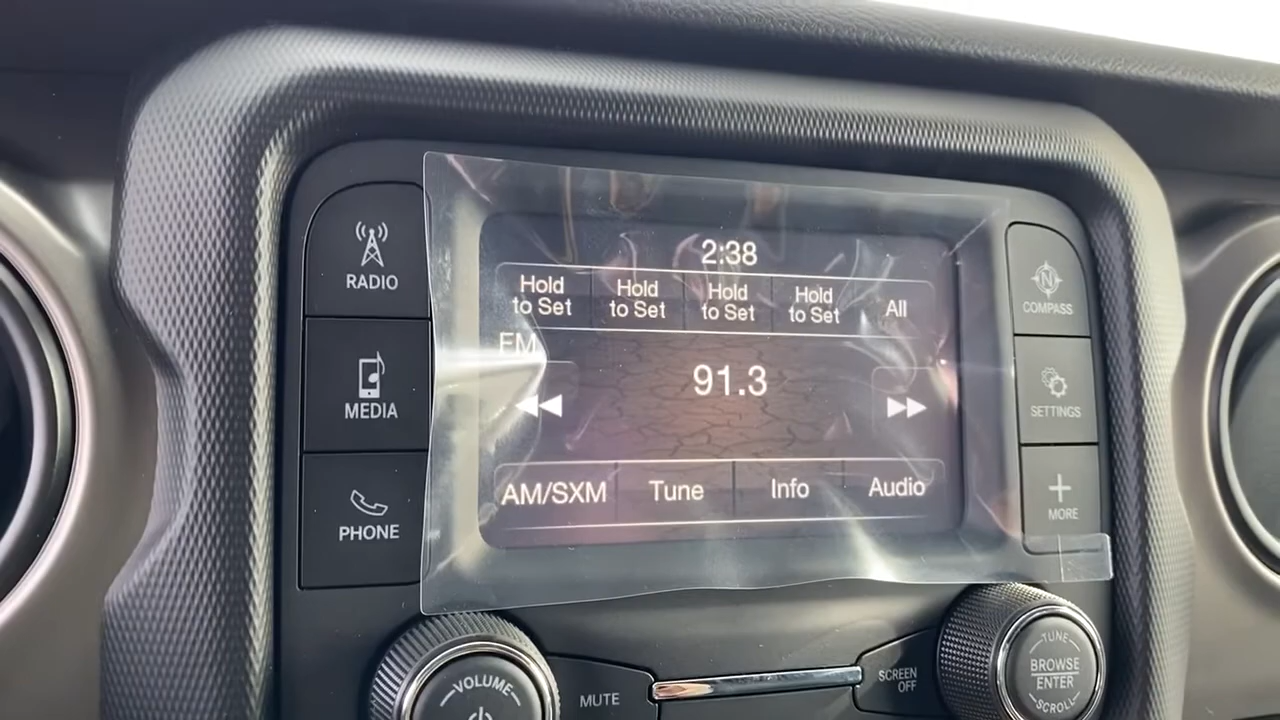 2:38
Hold to Set
Hold to Set
Hold to Set
Hold to Set
All
FM
91.3
AM/SXM
Tune
Info
Audio
RADIO
MEDIA
PHONE
N
COMPASS
SETTINGS
MORE
VOLUME
MUTE
SCREEN OFF
TUNE
BROWSE
ENTER
SCROLL